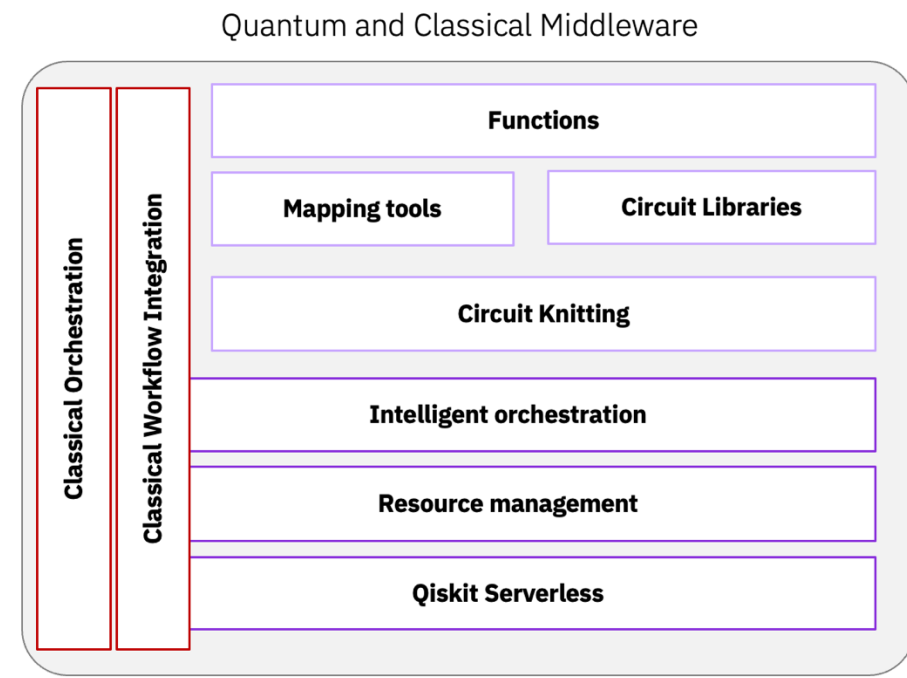 Quantum and Classical Middleware
Classical Orchestration
Classical Workflow Integration
Functions
Mapping tools
Circuit Libraries
Circuit Knitting
Intelligent orchestration
Resource management
Qiskit Serverless